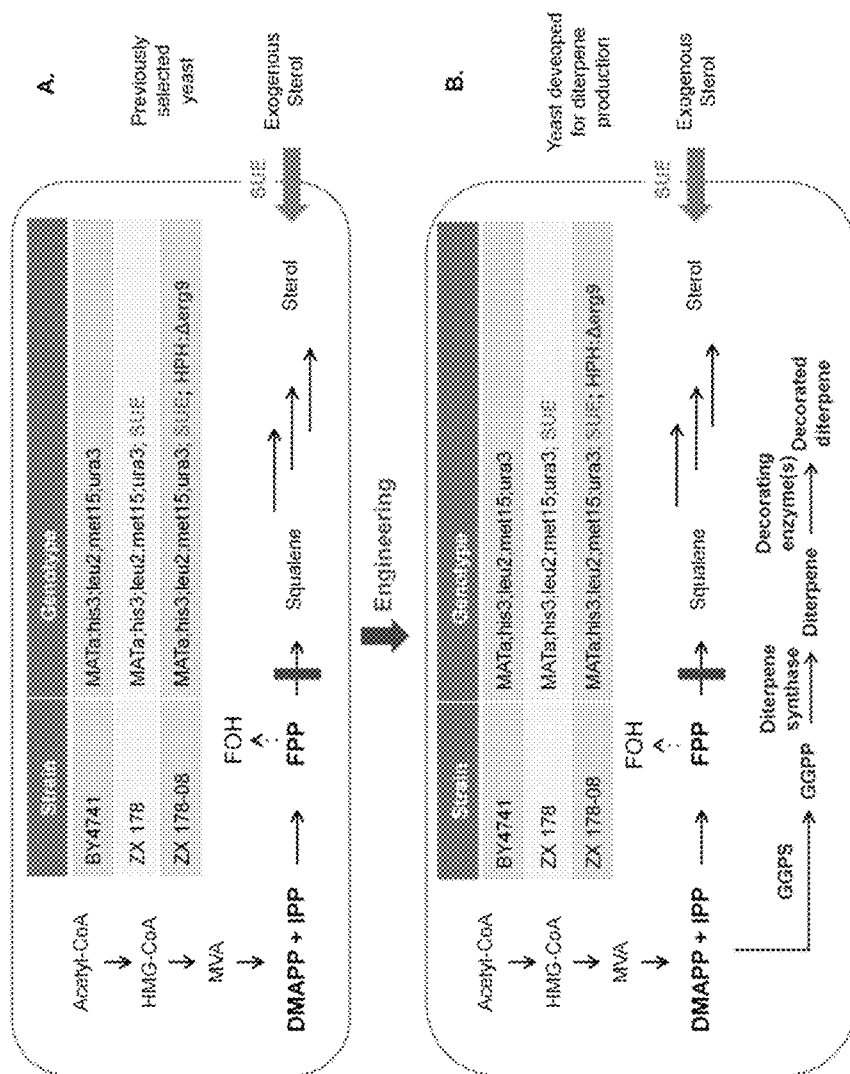 A.
Previously
selected
yeast
Exogenous
Sterol
SUE
Strain Genotype
BY4741 MATa;his3;leu2;met15;ura3
ZX 178 MATa;his3;leu2;met15;ura3; SUE
ZX 178-08 MATa;his3;leu2;met15;ura3; SUE; HPH:Δerg9
Acetyl-CoA
HMG-CoA
MVA
DMAPP + IPP
FOH
FPP
Squalene
Sterol
Engineering
B.
Yeast deveoped
for diterpene
production
Exogenous
Sterol
SUE
Strain Genotype
BY4741 MATa;his3;leu2;met15;ura3
ZX 178 MATa;his3;leu2;met15;ura3; SUE
ZX 178-08 MATa;his3;leu2;met15;ura3; SUE; HPH:Δerg9
Acetyl-CoA
HMG-CoA
MVA
DMAPP + IPP
FOH
FPP
Squalene
Sterol
GGPS
GGPP
Diterpene
synthase
Diterpene
Decorating
enzyme(s)
Decorated
diterpene